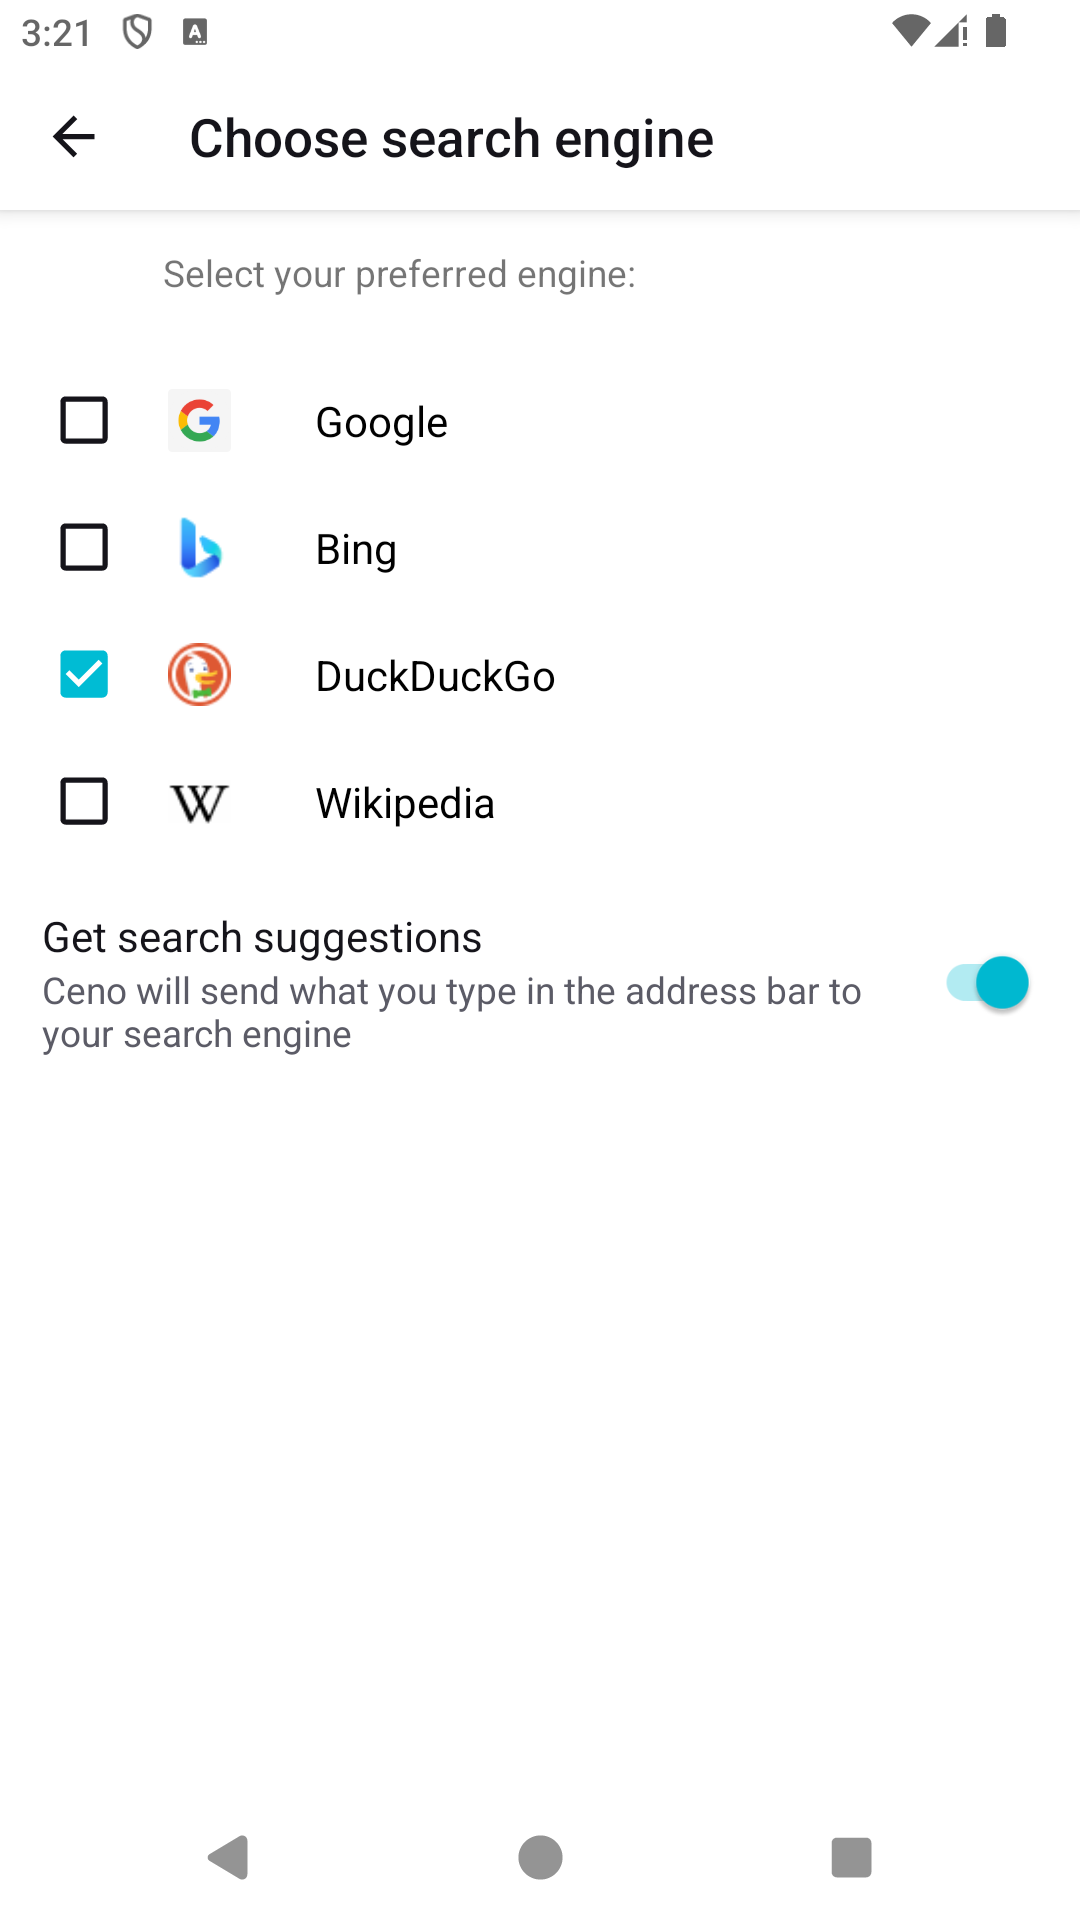 3:21
Choose search engine
Select your preferred engine:
Google
Bing
DuckDuckGo
Wikipedia
Get search suggestions
Ceno will send what you type in the address bar to
your search engine